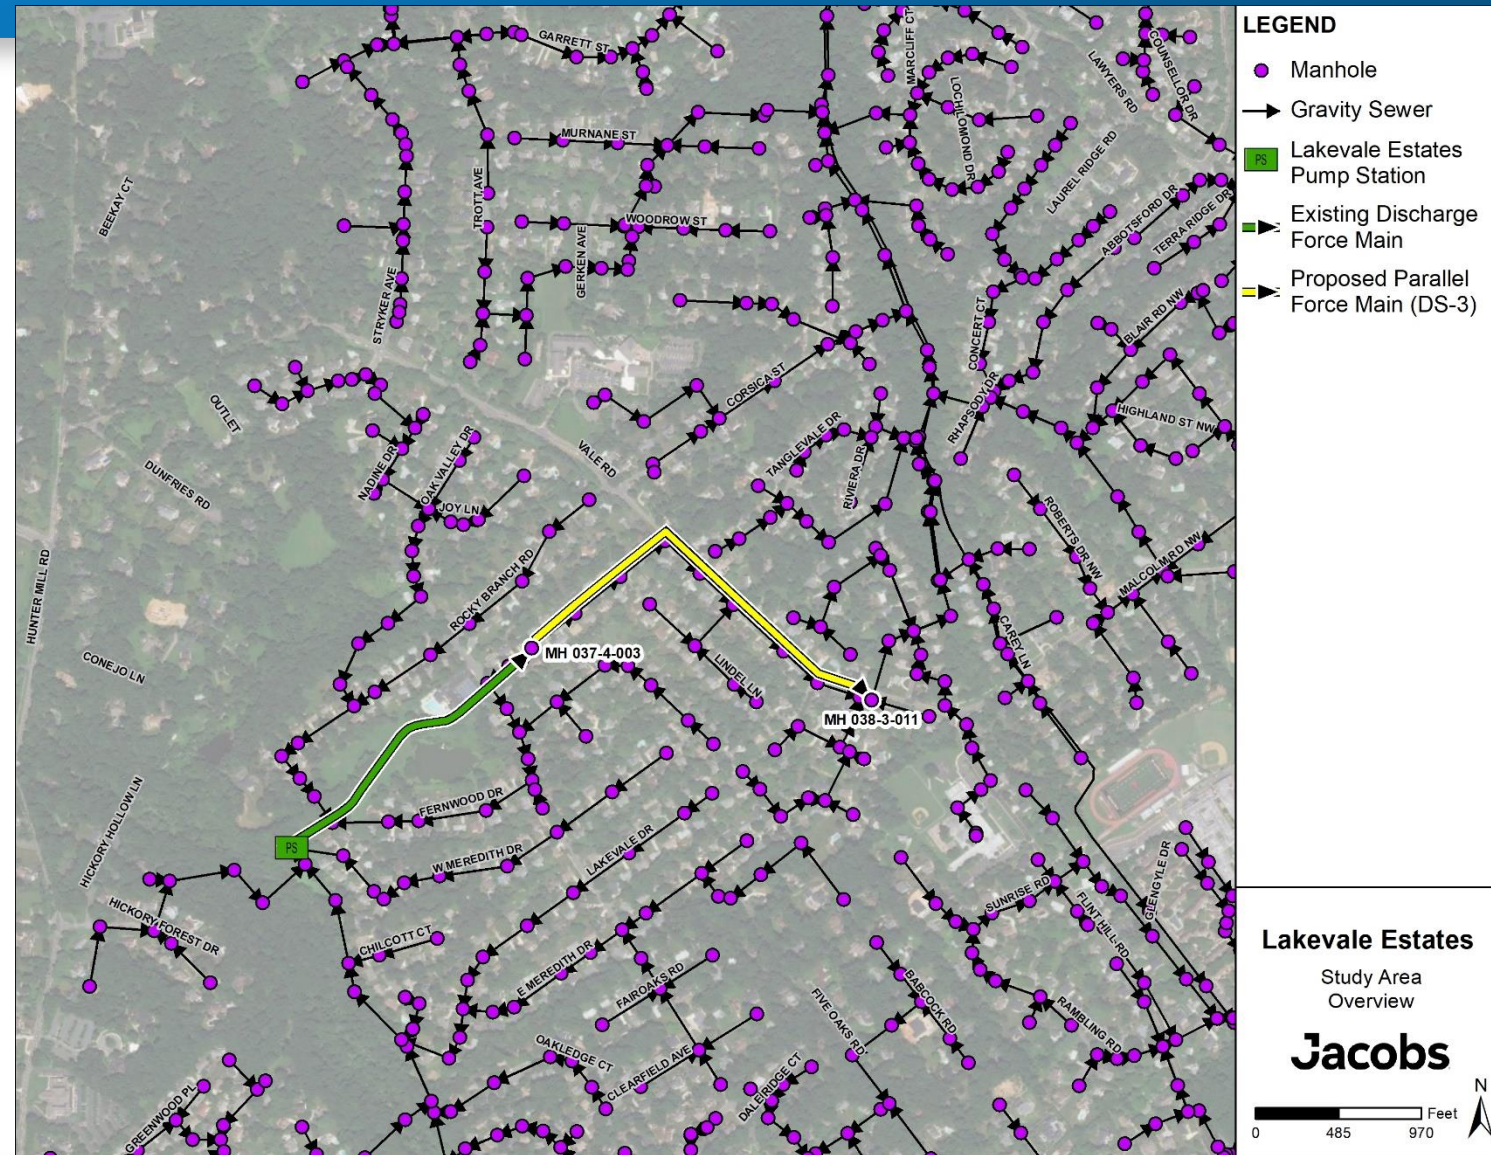 GARRETT ST
MARCLIFF CT
LAWYERS RD
COUNSELLOR DR
LOCHLOMOND DR
MURNANE ST
LAUREL RIDGE RD
BEEKAY CT
TROTT AVE
WOODROW ST
GERKEN AVE
ABBOTSFORD DR
TERRA RIDGE DR
STRYKER AVE
CONCERT CT
BLAIR RD NW
CORSICA ST
RHAPSODY DR
HIGHLAND ST NW
OUTLET
VALE RD
TANGLEVALE DR
RIVIERA DR
NADINE DR
OAK VALLEY DR
JOY LN
DUNFRIES RD
ROBERTS DR NW
MALCOLM RD NW
HUNTER MILL RD
ROCKY BRANCH RD
CAREY LN
CONEJO LN
MH 037-4-003
LINDEL LN
MH 038-3-011
HICKORY HOLLOW LN
FERNWOOD DR
PS
W MEREDITH DR
LAKEVALE DR
GLENGYLE DR
SUNRISE RD
FLINT HILL RD
HICKORY FOREST DR
CHILCOTT CT
E MEREDITH DR
FAIROAKS RD
BABCOCK RD
FIVE OAKS RD
RAMBLING RD
OAKLEDGE CT
CLEARFIELD AVE
DALE RIDGE CT
GREENWOOD PL
LEGEND
Manhole
Gravity Sewer
PS
Lakevale Estates
Pump Station
Existing Discharge
Force Main
Proposed Parallel
Force Main (DS-3)
Lakevale Estates
Study Area
Overview
Jacobs
N
Feet
0 485 970